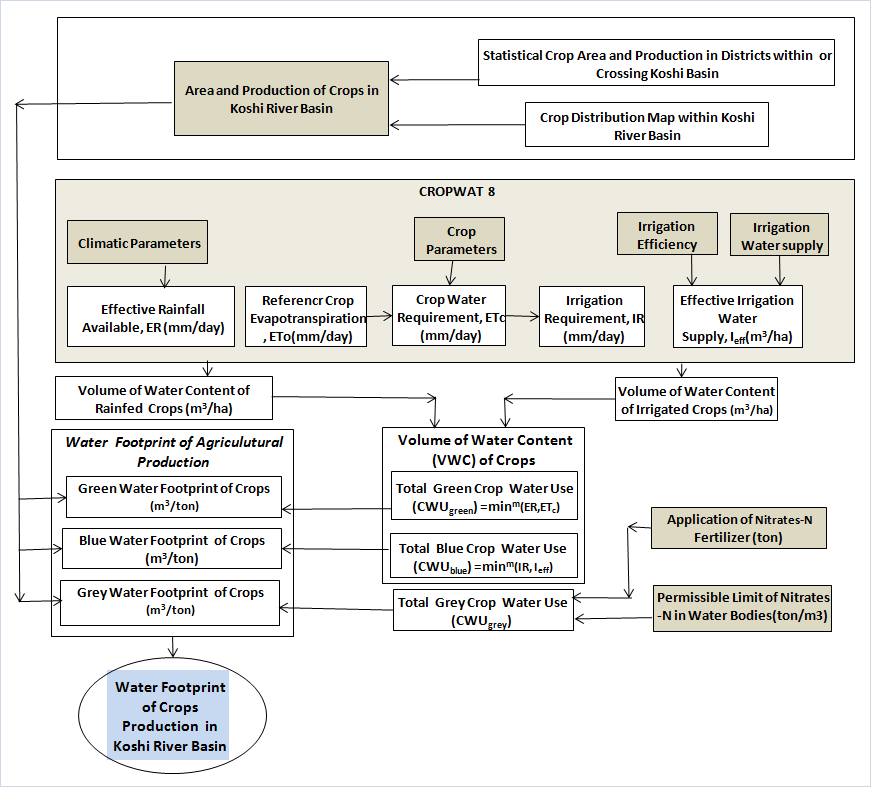 Statistical Crop Area and Production in Districts within or
Crossing Koshi Basin
Area and Production of Crops in
Koshi River Basin
Crop Distribution Map within Koshi
River Basin
CROPWAT 8
Climatic Parameters
Crop
Parameters
Irrigation
Efficiency
Irrigation
Water supply
Effective Rainfall
Available, ER (mm/day)
Referencr Crop
Evapotranspiration
, ETo(mm/day)
Crop Water
Requirement, ETc
(mm/day)
Irrigation
Requirement, IR
(mm/day)
Effective Irrigation
Water
Supply, Ieff(m³/ha)
Volume of Water Content of
Rainfed Crops (m³/ha)
Volume of Water Content
of Irrigated Crops (m³/ha)
Water Footprint of Agriculutural
Production
Green Water Footprint of Crops
(m³/ton)
Blue Water Footprint of Crops
(m³/ton)
Grey Water Footprint of Crops
(m³/ton)
Volume of Water Content
(VWC) of Crops
Total Green Crop Water Use
(CWUgreen) =minᵐ(ER,ETc)
Total Blue Crop Water Use
(CWUblue) =minᵐ(IR, Ieff)
Total Grey Crop Water Use
(CWUgrey)
Application of Nitrates-N
Fertilizer (ton)
Permissible Limit of Nitrates
-N in Water Bodies(ton/m3)
Water Footprint
of Crops
Production in
Koshi River Basin